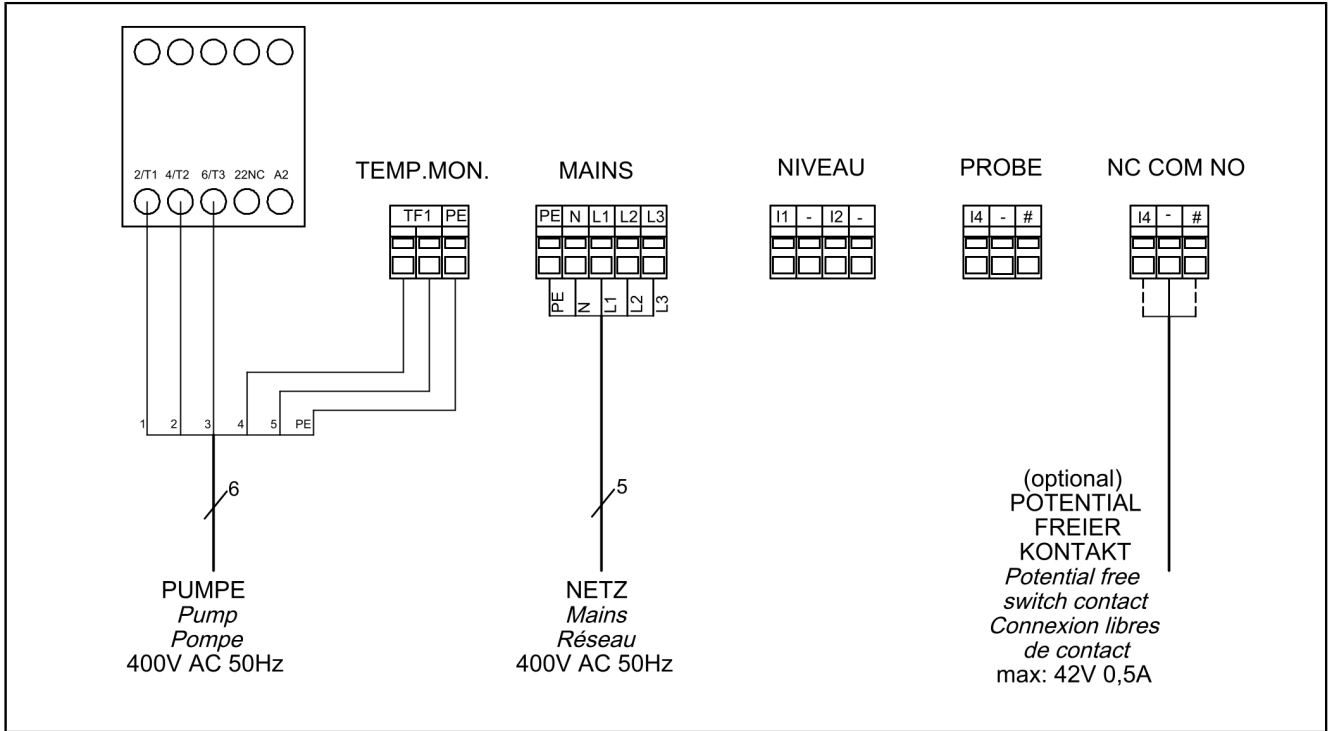 2/T1 4/T2 6/T3 22NC A2
TEMP.MON. MAINS NIVEAU PROBE NC COM NO
TF1 PE
PE N L1 L2 L3
I1 - I2 -
I4 - #
I4 - #
PE N L1 L2 L3
1 2 3 4 5 PE
6
5
PUMPE
Pump
Pompe
400V AC 50Hz
NETZ
Mains
Réseau
400V AC 50Hz
(optional)
POTENTIAL
FREIER
KONTAKT
Potential free
switch contact
Connexion libres
de contact
max: 42V 0,5A